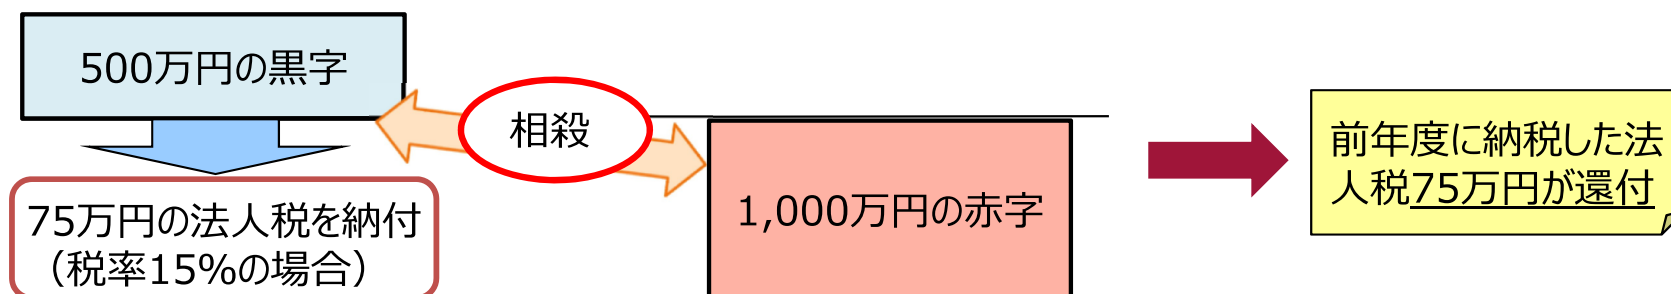 500万円の黒字
相殺
75万円の法人税を納付
（税率15%の場合）
1,000万円の赤字
前年度に納税した法
人税75万円が還付